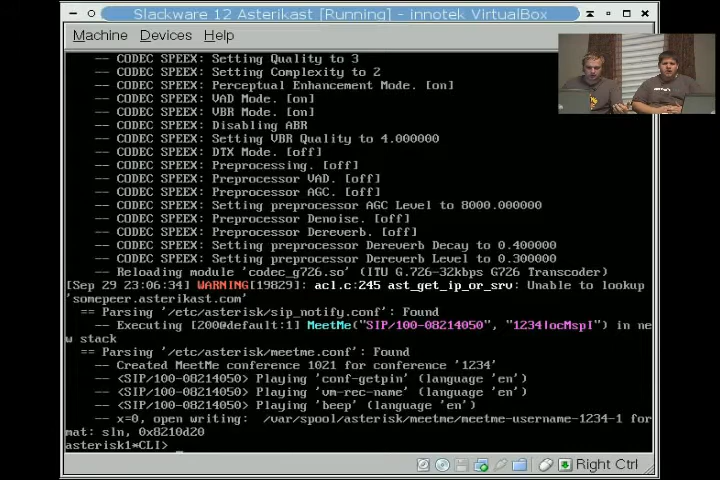 Slackware 12 Asterikast [Running] - innotek VirtualBox
Machine Devices Help
-- CODEC SPEEX: Setting Quality to 3
-- CODEC SPEEX: Setting Complexity to 2
-- CODEC SPEEX: Perceptual Enhancement Mode. [on]
-- CODEC SPEEX: VAD Mode. [on]
-- CODEC SPEEX: VBR Mode. [on]
-- CODEC SPEEX: Disabling ABR
-- CODEC SPEEX: Setting VBR Quality to 4.000000
-- CODEC SPEEX: DTX Mode. [off]
-- CODEC SPEEX: Preprocessing. [off]
-- CODEC SPEEX: Preprocessor VAD. [off]
-- CODEC SPEEX: Preprocessor AGC. [off]
-- CODEC SPEEX: Setting preprocessor AGC Level to 8000.000000
-- CODEC SPEEX: Preprocessor Denoise. [off]
-- CODEC SPEEX: Preprocessor Dereverb. [off]
-- CODEC SPEEX: Setting preprocessor Dereverb Decay to 0.400000
-- CODEC SPEEX: Setting preprocessor Dereverb Level to 0.300000
-- Reloading module 'codec_g726.so' (ITU G.726-32kbps G726 Transcoder)
[Sep 29 23:06:34] WARNING[19829]: acl.c:245 ast_get_ip_or_srv: Unable to lookup
'somepeer.asterikast.com'
== Parsing '/etc/asterisk/sip_notify.conf': Found
-- Executing [2000@default:1] MeetMe("SIP/100-08214050", "1234|ocMspI") in ne
w stack
== Parsing '/etc/asterisk/meetme.conf': Found
-- Created MeetMe conference 1021 for conference '1234'
-- <SIP/100-08214050> Playing 'conf-getpin' (language 'en')
-- <SIP/100-08214050> Playing 'vm-rec-name' (language 'en')
-- <SIP/100-08214050> Playing 'beep' (language 'en')
-- x=0, open writing: /var/spool/asterisk/meetme/meetme-username-1234-1 for
mat: sln, 0x8210d20
asterisk1*CLI> _
Right Ctrl